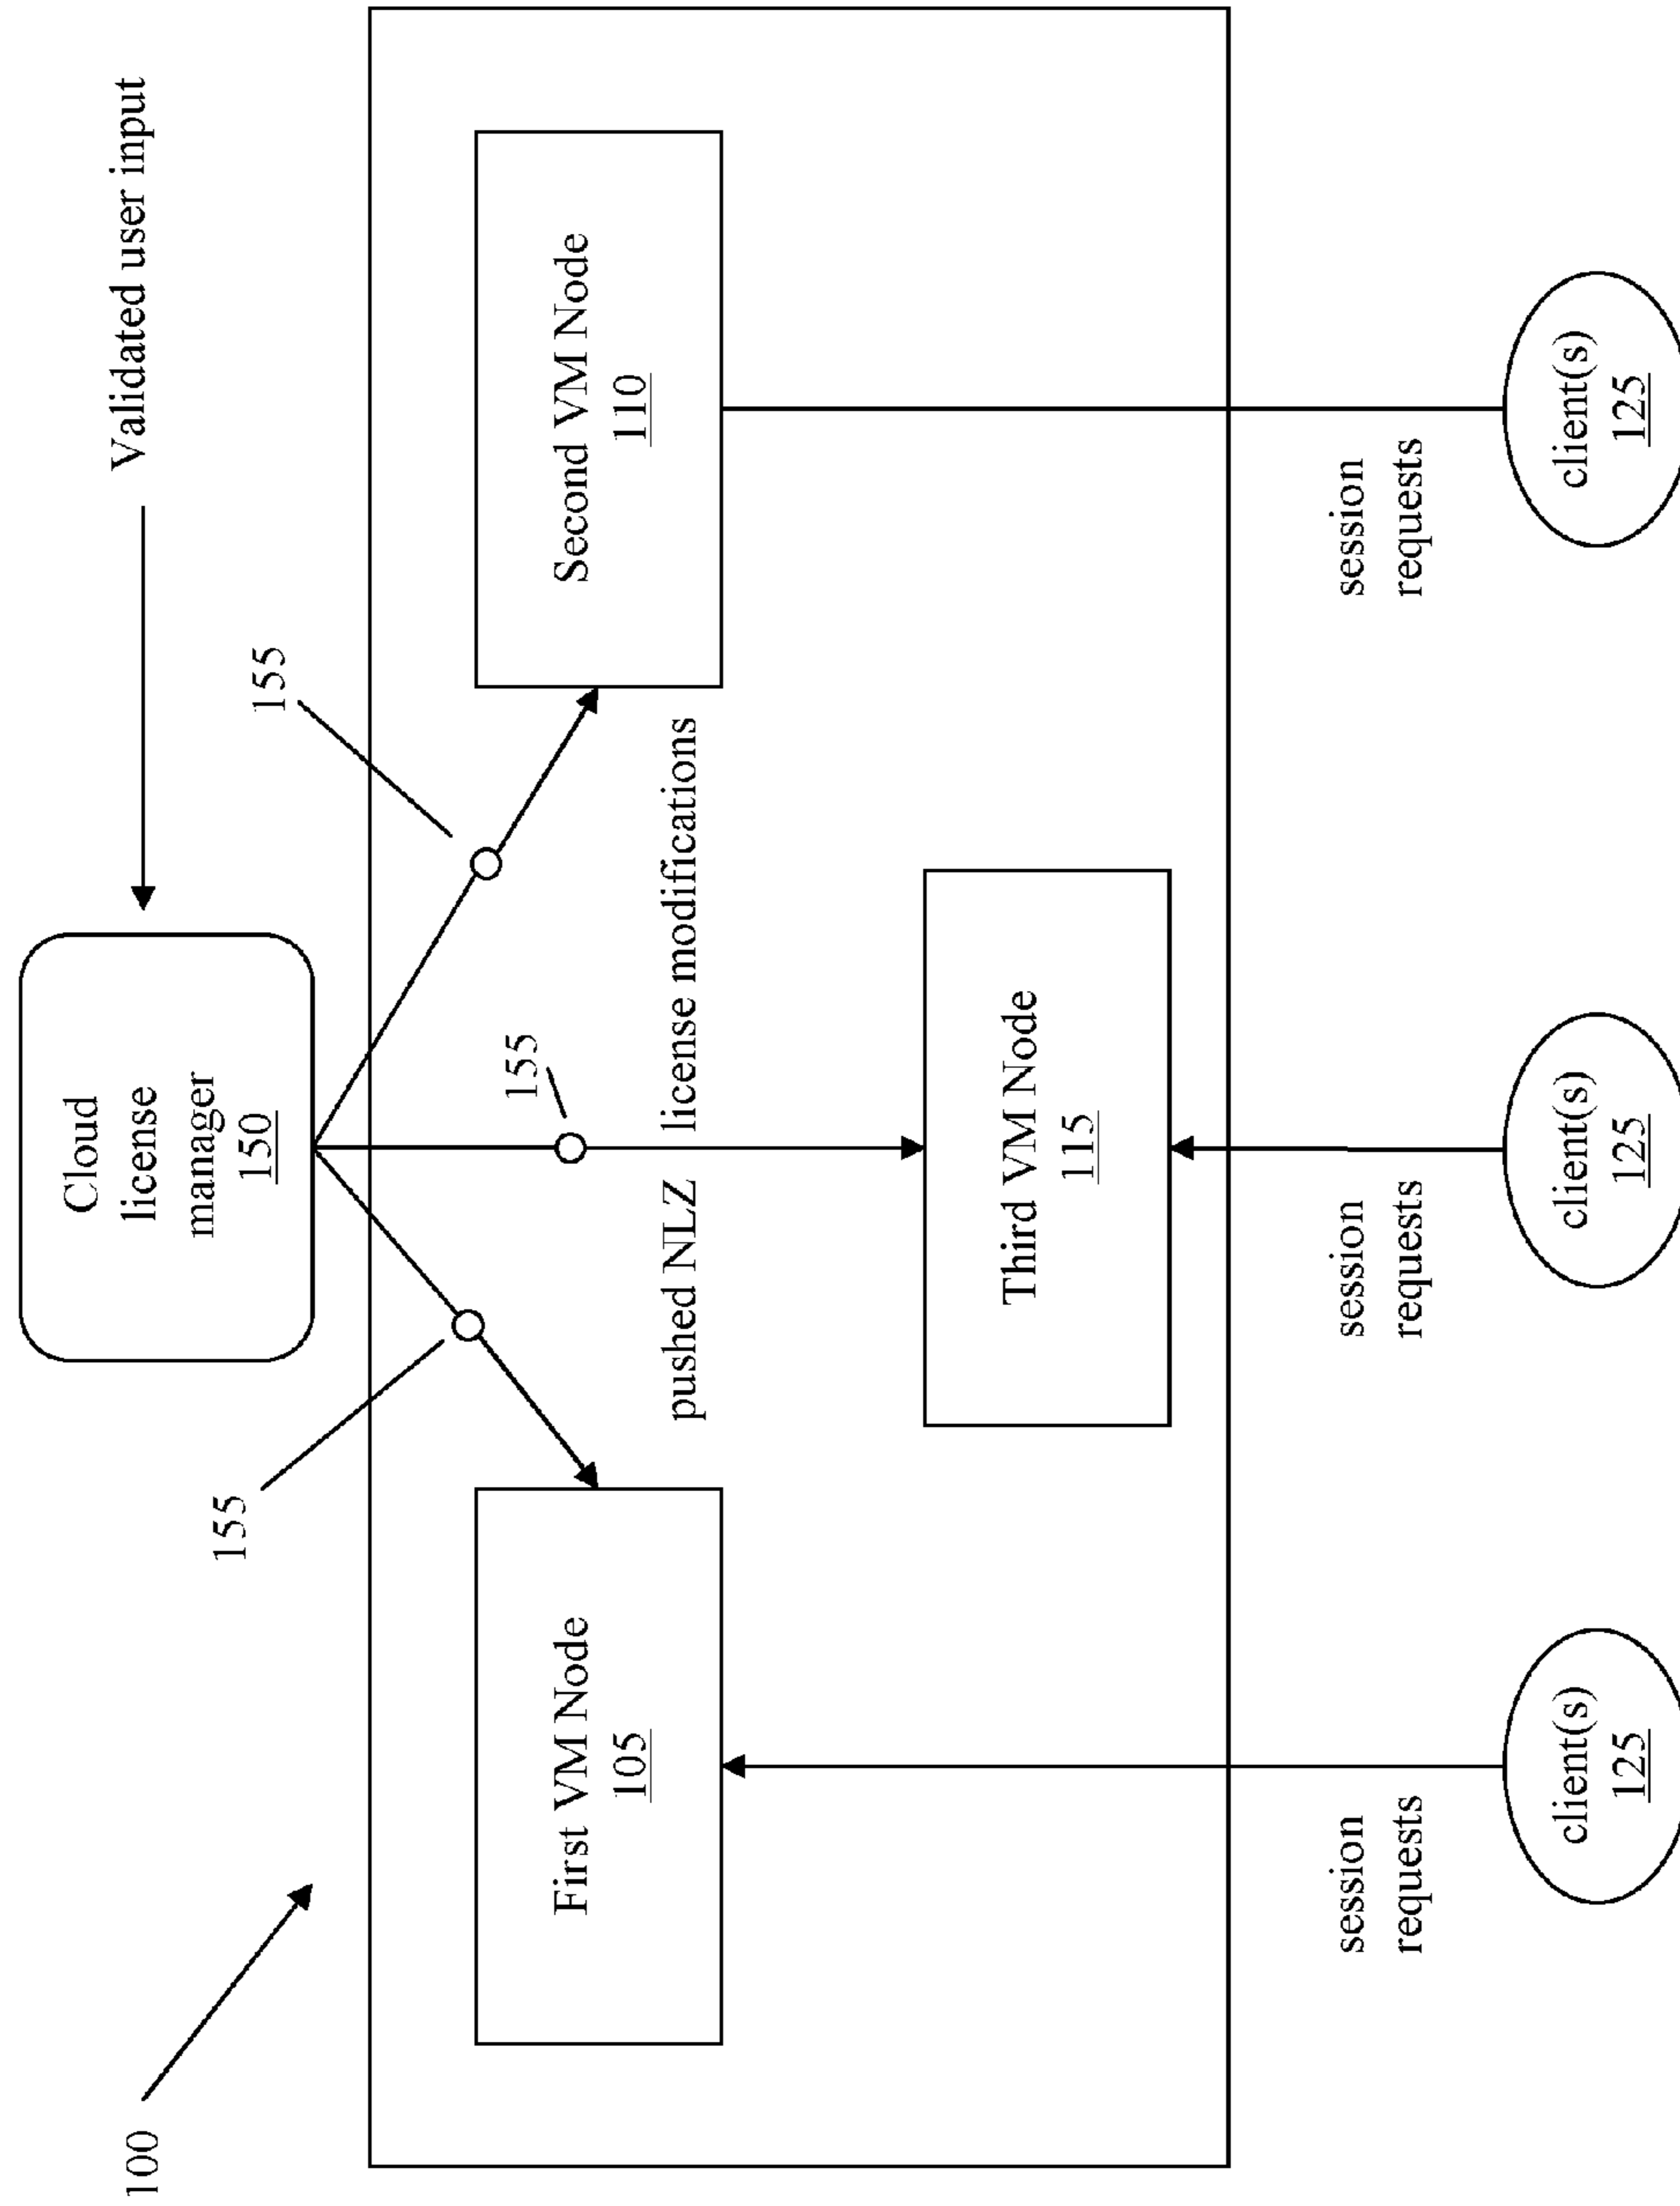 100
Validated user input
Cloud
license
manager
150
155
155
155
First VM Node
105
Second VM Node
110
pushed NLZ license modifications
Third VM Node
115
session
requests
session
requests
session
requests
client(s)
125
client(s)
125
client(s)
125